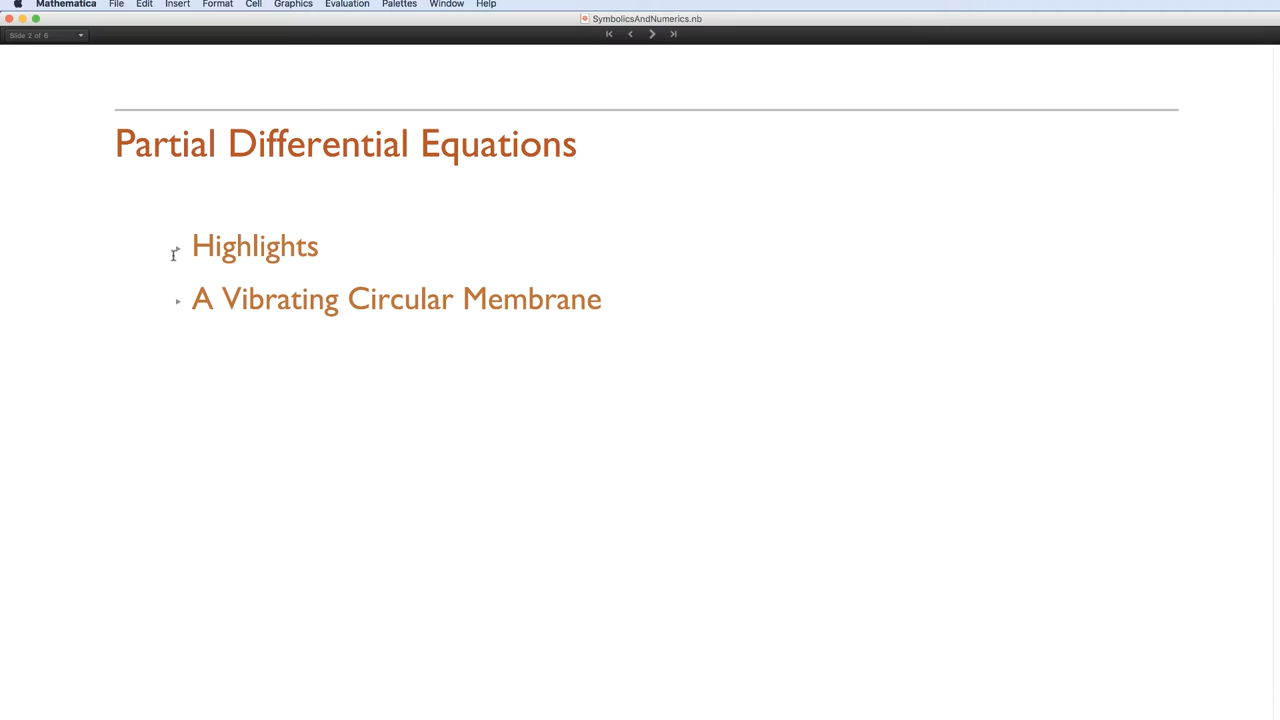 Mathematica File Edit Insert Format Cell Graphics Evaluation Palettes Window Help
SymbolicsAndNumerics.nb
Slide 2 of 6
Partial Differential Equations
Highlights
A Vibrating Circular Membrane